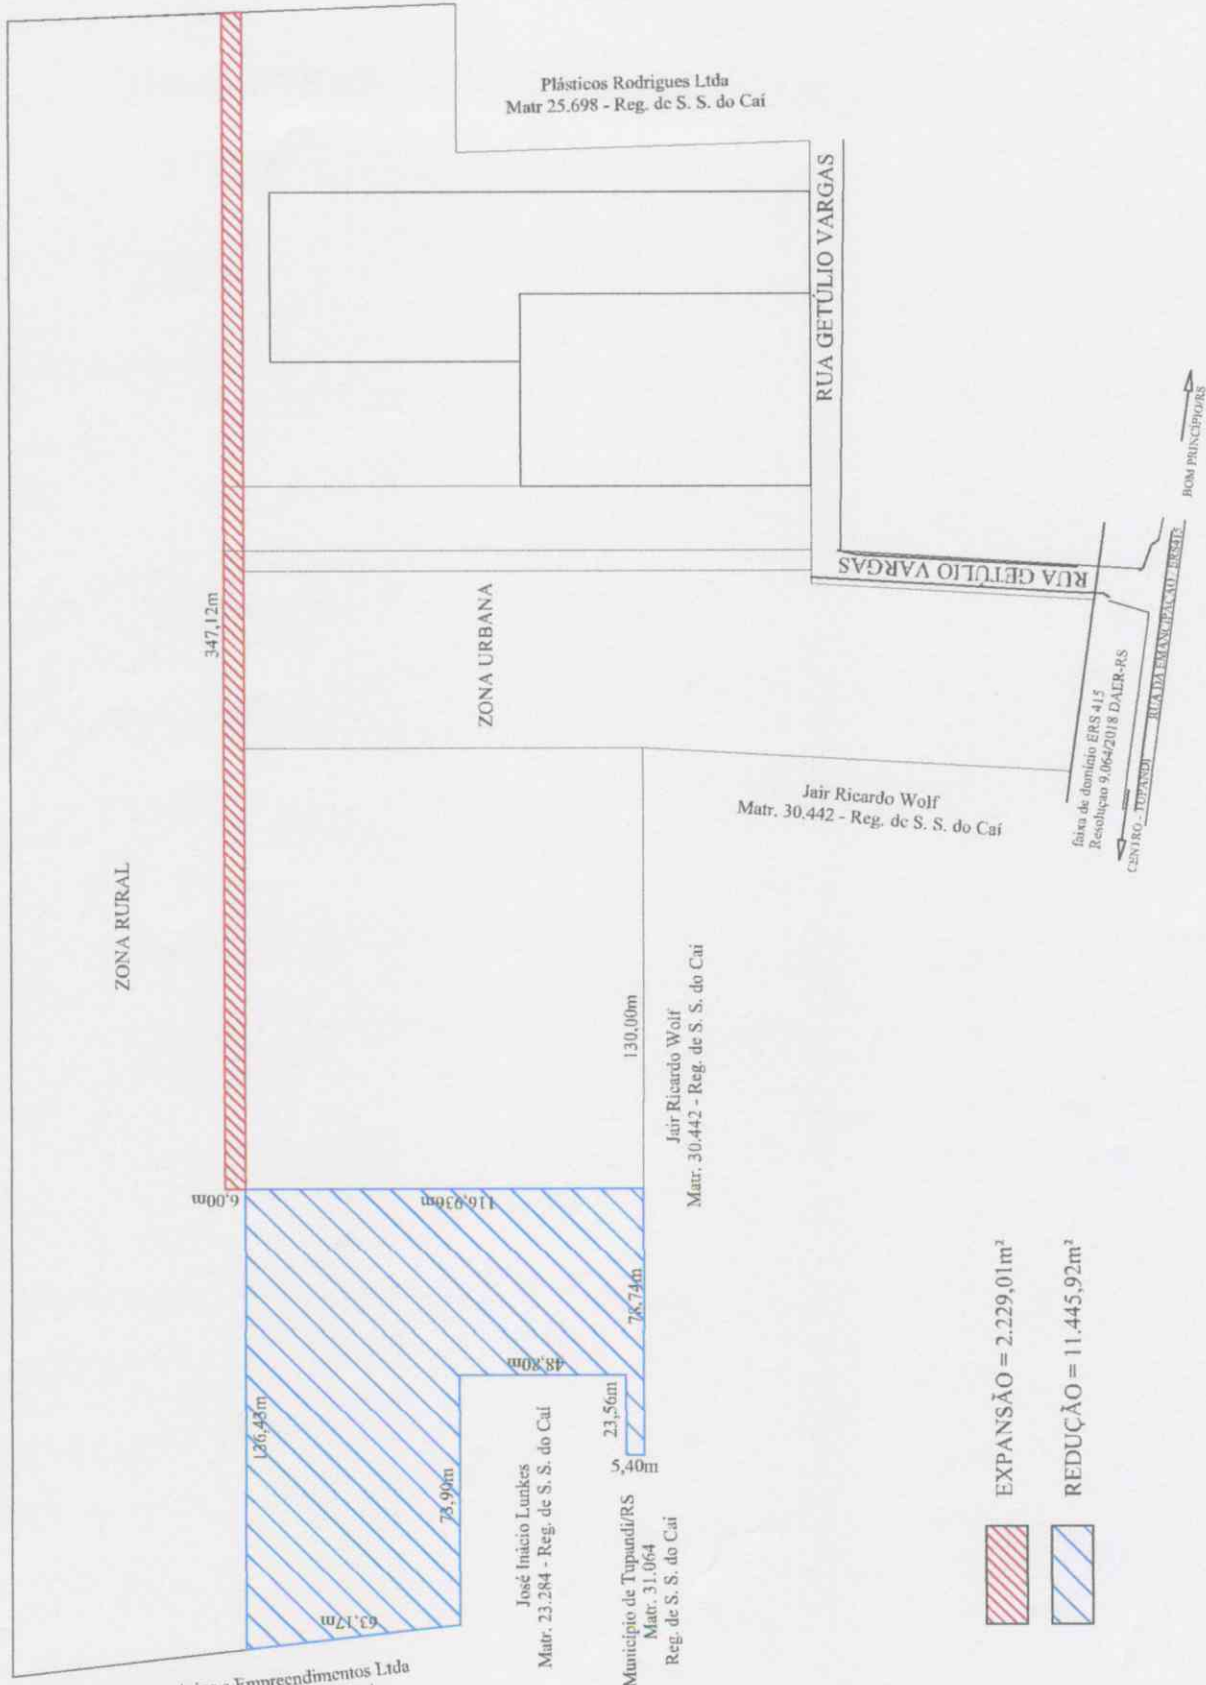 Plásticos Rodrigues Ltda
Matr 25.698 - Reg. de S. S. do Caí
RUA GETÚLIO VARGAS
347,12m
ZONA URBANA
RUA GETÚLIO VARGAS
BOM PRINCÍPIO/RS
RUA DA EMANCIPAÇÃO - ERS415
CENTRO - TUPANDI
faixa de domínio ERS 415
Resoluçao 9.064/2018 DAER-RS
Jair Ricardo Wolf
Matr. 30.442 - Reg. de S. S. do Caí
ZONA RURAL
130,00m
Jair Ricardo Wolf
Matr. 30.442 - Reg. de S. S. do Caí
6,00m
116,936m
78,74m
48,80m
136,43m
23,56m
5,40m
73,90m
63,17m
José Inácio Lunkes
Matr. 23.284 - Reg. de S. S. do Caí
Município de Tupandi/RS
Matr. 31.064
Reg. de S. S. do Caí
Empreendimentos Ltda
EXPANSÃO = 2.229,01m²
REDUÇÃO = 11.445,92m²